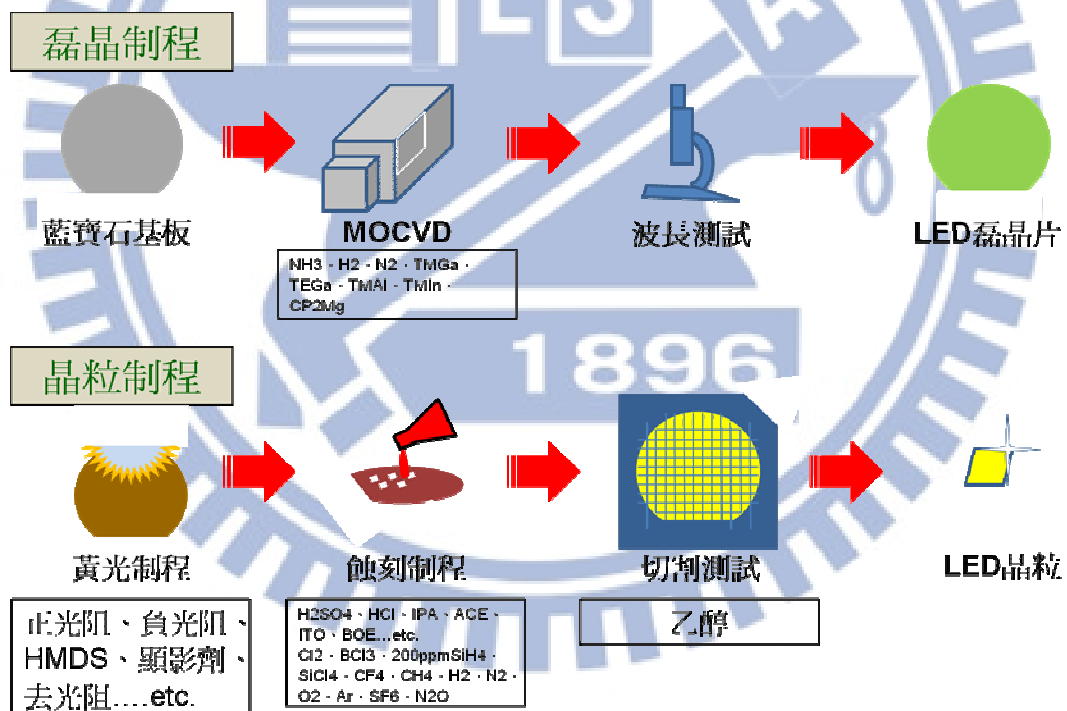 磊晶制程
藍寶石基板
MOCVD
波長測試
LED磊晶片
NH3、H2、N2、TMGa、
TEGa、TMAl、TMIn、
CP2Mg
1896
晶粒制程
黃光制程
蝕刻制程
切割測試
LED晶粒
正光阻、負光阻、
HMDS、顯影劑、
去光阻....etc.
H2SO4、HCl、IPA、ACE、
ITO、BOE...etc.
Cl2、BCl3、200ppmSiH4、
SiCl4、CF4、CH4、H2、N2、
O2、Ar、SF6、N2O
乙醇